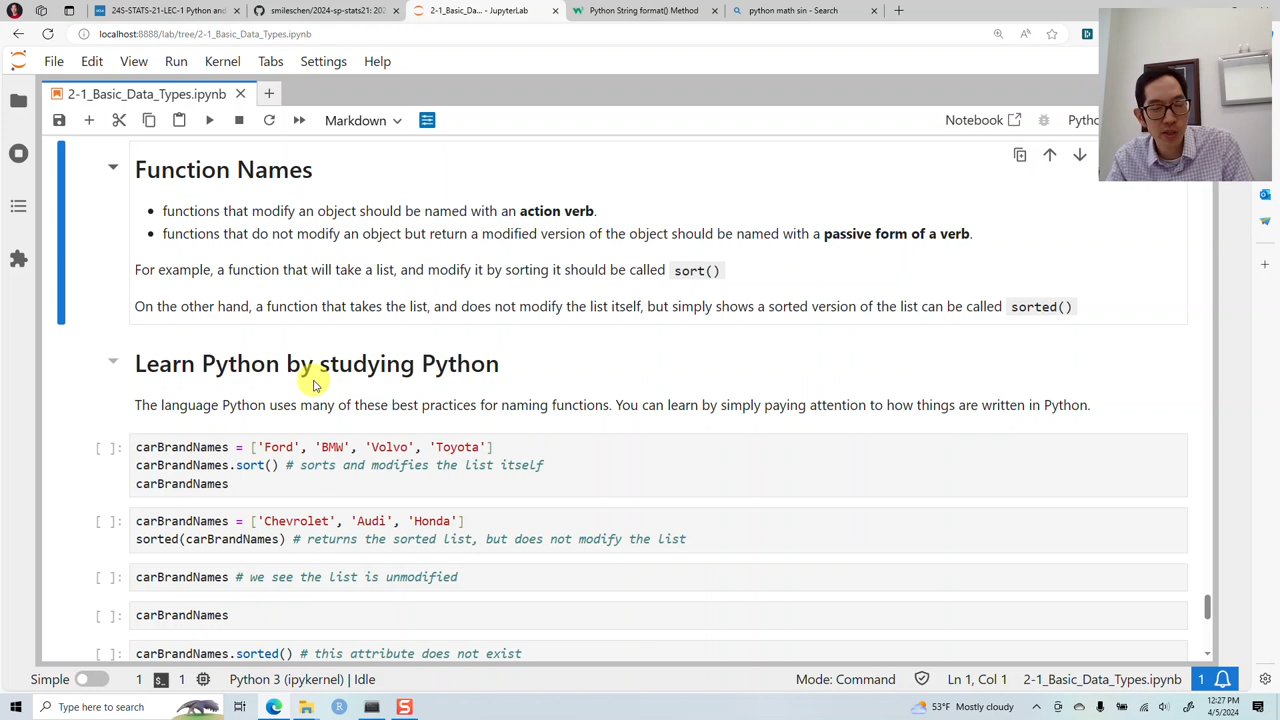 24S-STATS-21-LEC-1 Python and
smileschen/2024-sp-stats21: 202
2-1_Basic_Da... - JupyterLab
Python String format() Method
python math sin - Search
localhost:8888/lab/tree/2-1_Basic_Data_Types.ipynb
File Edit View Run Kernel Tabs Settings Help
2-1_Basic_Data_Types.ipynb
Markdown
Notebook
Pytho
Function Names
• functions that modify an object should be named with an action verb.
• functions that do not modify an object but return a modified version of the object should be named with a passive form of a verb.
For example, a function that will take a list, and modify it by sorting it should be called sort()
On the other hand, a function that takes the list, and does not modify the list itself, but simply shows a sorted version of the list can be called sorted()
Learn Python by studying Python
The language Python uses many of these best practices for naming functions. You can learn by simply paying attention to how things are written in Python.
[ ]: carBrandNames = ['Ford', 'BMW', 'Volvo', 'Toyota']
carBrandNames.sort() # sorts and modifies the list itself
carBrandNames
[ ]: carBrandNames = ['Chevrolet', 'Audi', 'Honda']
sorted(carBrandNames) # returns the sorted list, but does not modify the list
[ ]: carBrandNames # we see the list is unmodified
[ ]: carBrandNames
[ ]: carBrandNames.sorted() # this attribute does not exist
Simple 1 1 Python 3 (ipykernel) | Idle Mode: Command Ln 1, Col 1 2-1_Basic_Data_Types.ipynb 1
Type here to search
53°F Mostly cloudy
12:27 PM
4/5/2024